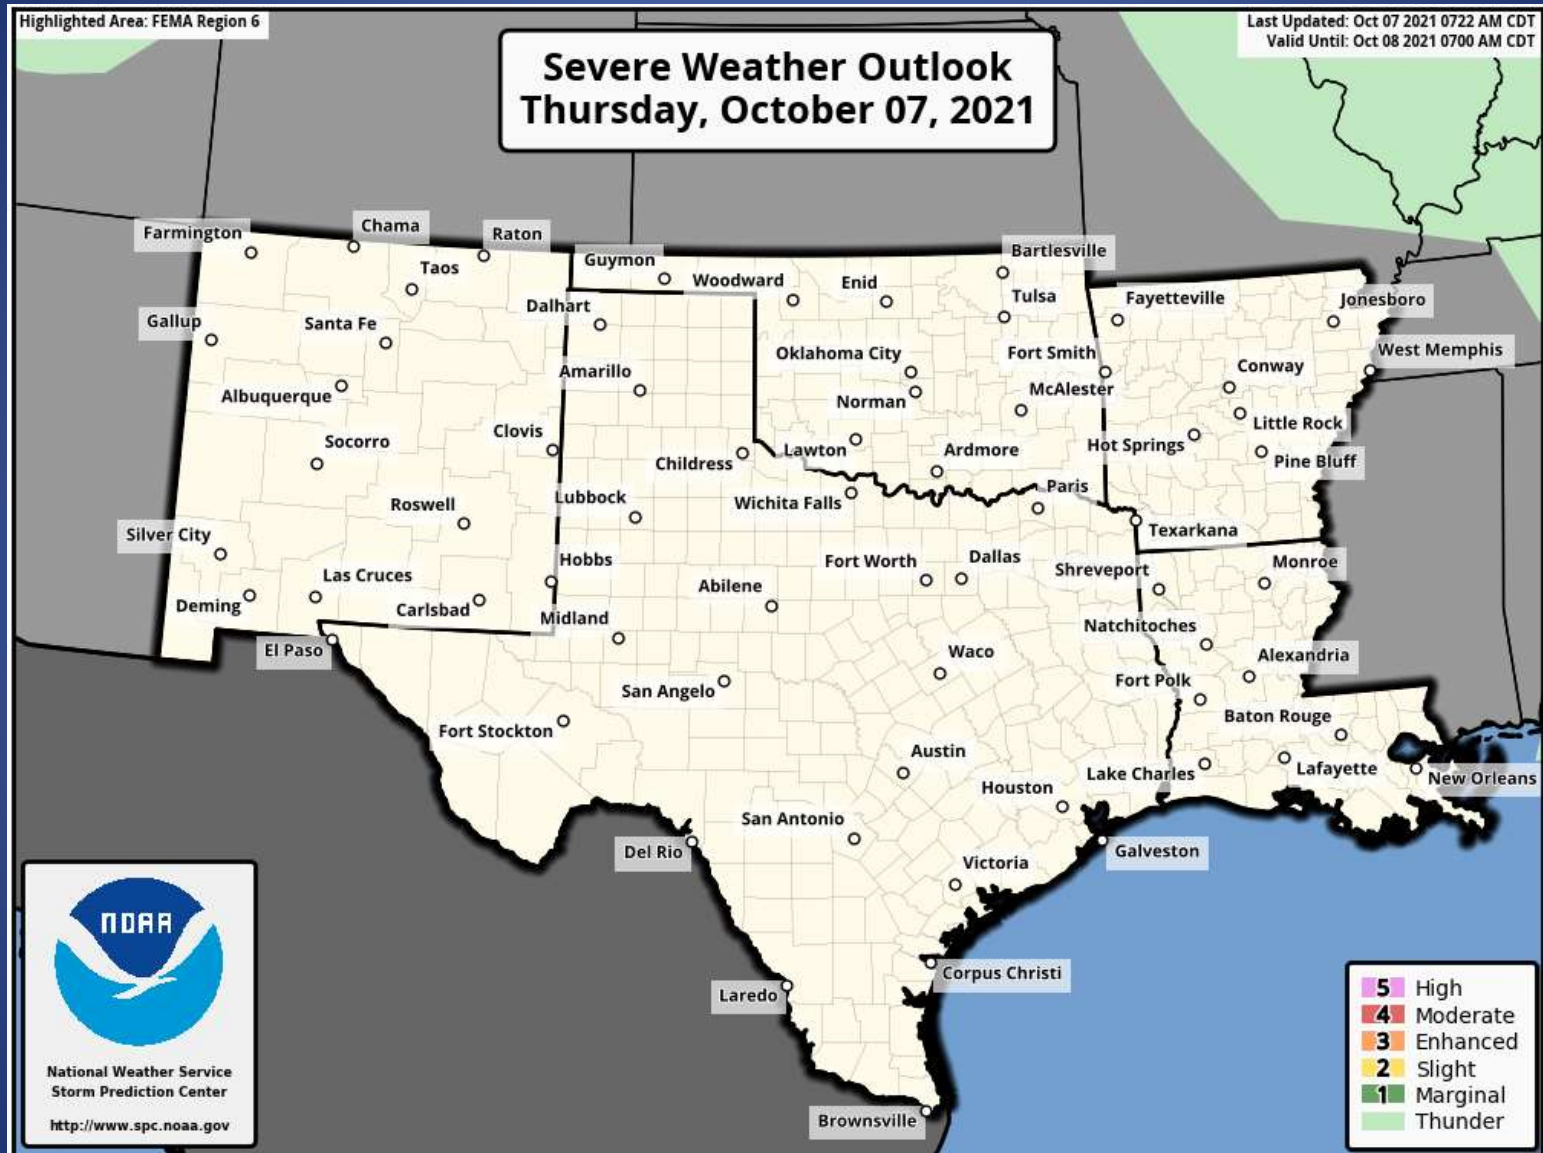 Highlighted Area: FEMA Region 6
Last Updated: Oct 07 2021 0722 AM CDT
Valid Until: Oct 08 2021 0700 AM CDT
Severe Weather Outlook
Thursday, October 07, 2021
Farmington
Chama
Raton
Taos
Guymon
Woodward
Enid
Bartlesville
Tulsa
Fayetteville
Jonesboro
Gallup
Santa Fe
Dalhart
Oklahoma City
Fort Smith
West Memphis
Amarillo
Conway
Albuquerque
Norman
McAlester
Little Rock
Socorro
Clovis
Childress
Lawton
Ardmore
Hot Springs
Pine Bluff
Roswell
Lubbock
Wichita Falls
Paris
Silver City
Texarkana
Hobbs
Fort Worth
Dallas
Shreveport
Monroe
Las Cruces
Abilene
Deming
Carlsbad
Midland
Natchitoches
El Paso
Waco
Alexandria
San Angelo
Fort Polk
Fort Stockton
Baton Rouge
Austin
Lake Charles
Lafayette
New Orleans
Houston
San Antonio
Del Rio
Galveston
Victoria
Corpus Christi
Laredo
Brownsville
NOAA
National Weather Service
Storm Prediction Center
http://www.spc.noaa.gov
5 High
4 Moderate
3 Enhanced
2 Slight
1 Marginal
Thunder